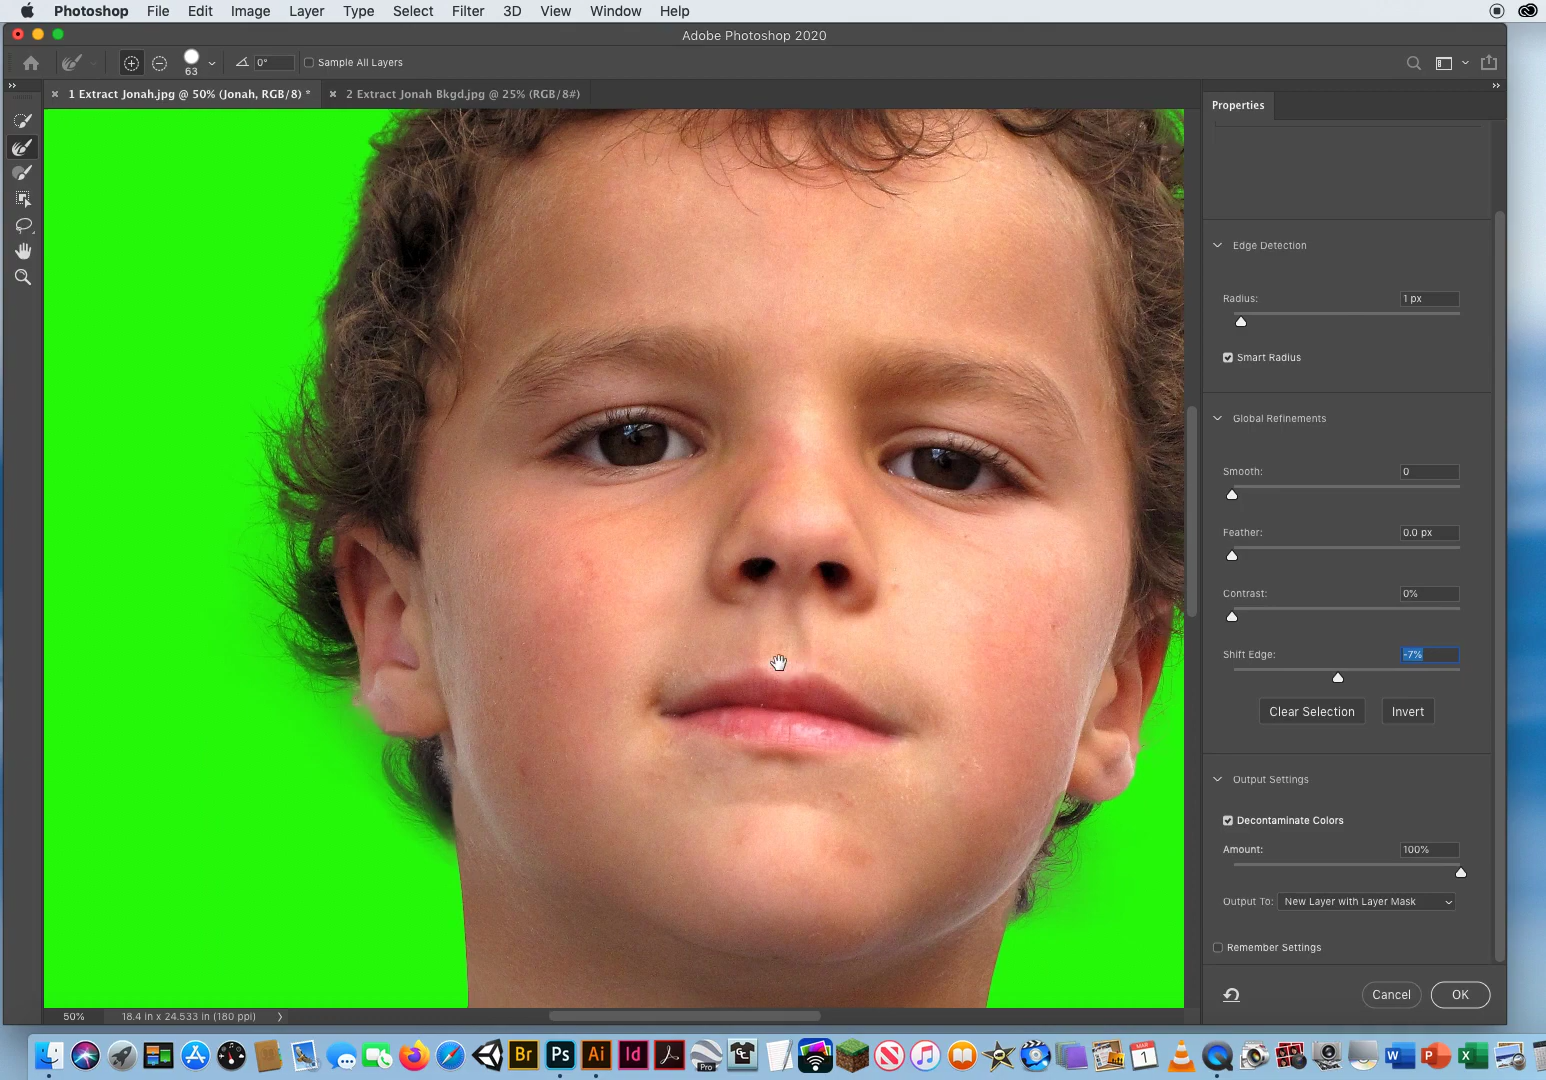 Photoshop File Edit Image Layer Type Select Filter 3D View Window Help
Adobe Photoshop 2020
63 0° Sample All Layers
1 Extract Jonah.jpg @ 50% (Jonah, RGB/8) * 2 Extract Jonah Bkgd.jpg @ 25% (RGB/8#)
Properties
Edge Detection
Radius: 1 px
Smart Radius
Global Refinements
Smooth: 0
Feather: 0.0 px
Contrast: 0%
Shift Edge: -7%
Clear Selection Invert
Output Settings
Decontaminate Colors
Amount: 100%
Output To: New Layer with Layer Mask
Remember Settings
Cancel OK
50% 18.4 in x 24.533 in (180 ppi)
Br Ps Ai Id Pro GC MAR 1 W P X